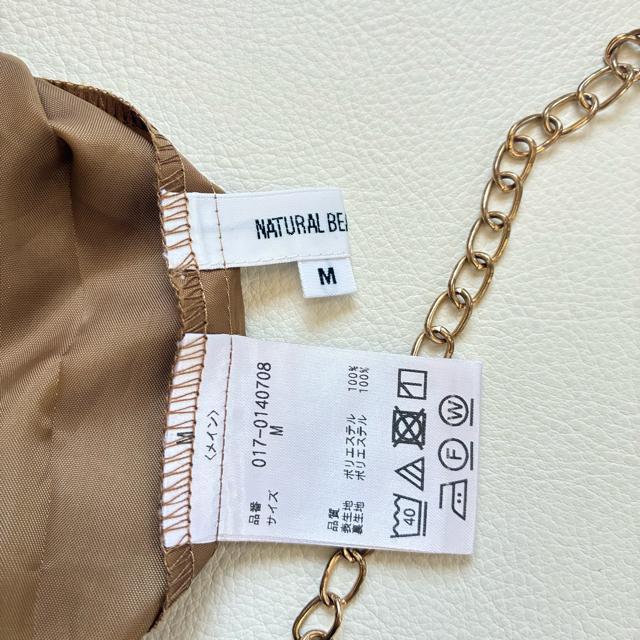 NATURAL BEA
M
M
〈メイン〉
品番 017-0140708
サイズ M
品質
表生地 ポリエステル 100%
裏生地 ポリエステル 100%
40
F
W